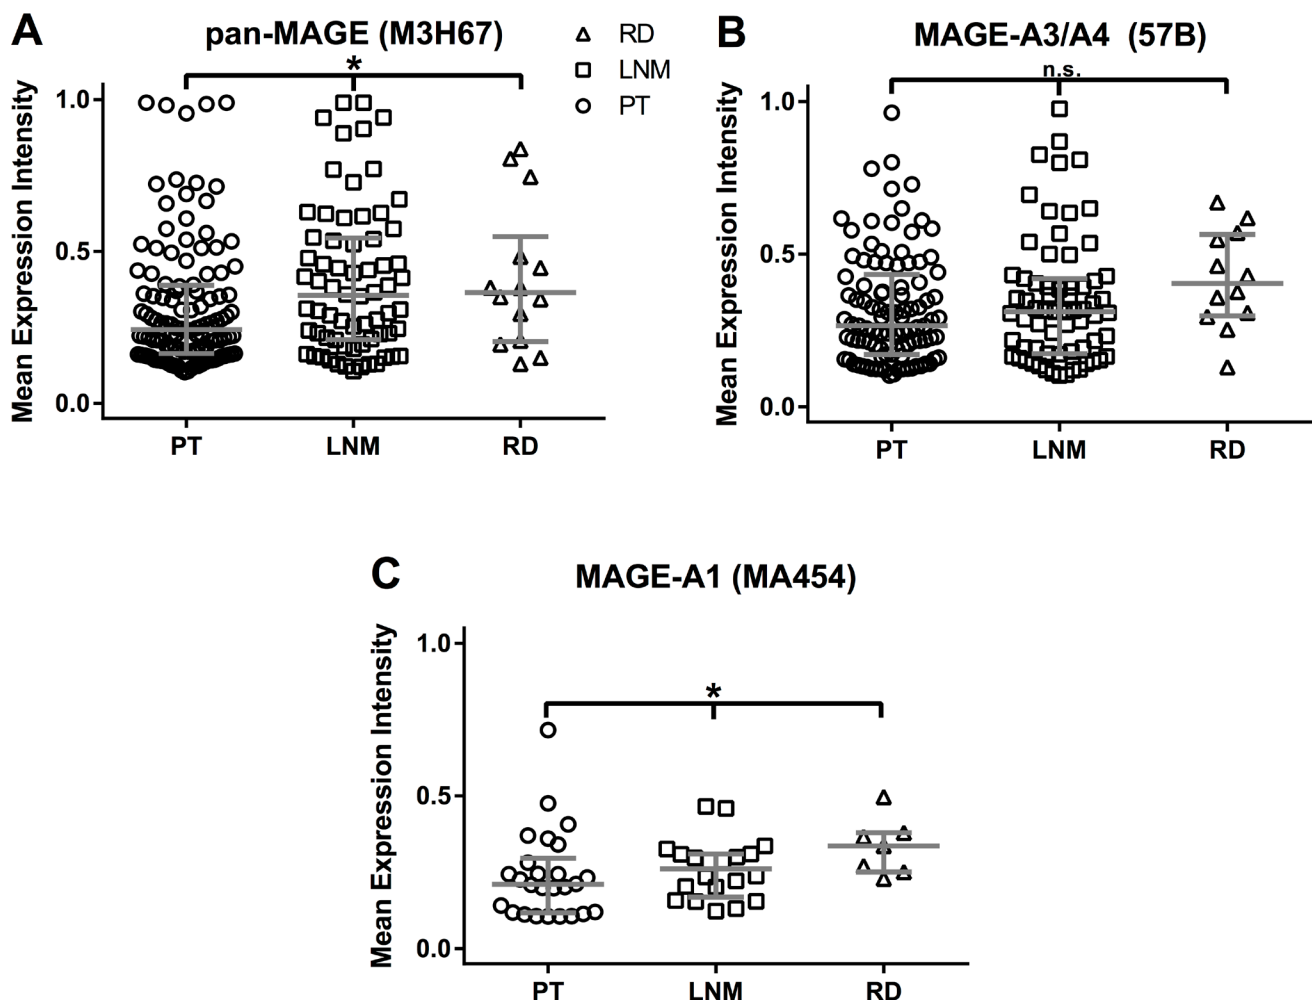 A
pan-MAGE (M3H67)
*
RD
LNM
PT
Mean Expression Intensity
1.0
0.5
0.0
PT LNM RD
B
MAGE-A3/A4 (57B)
n.s.
Mean Expression Intensity
1.0
0.5
0.0
PT LNM RD
C
MAGE-A1 (MA454)
*
Mean Expression Intensity
1.0
0.5
0.0
PT LNM RD